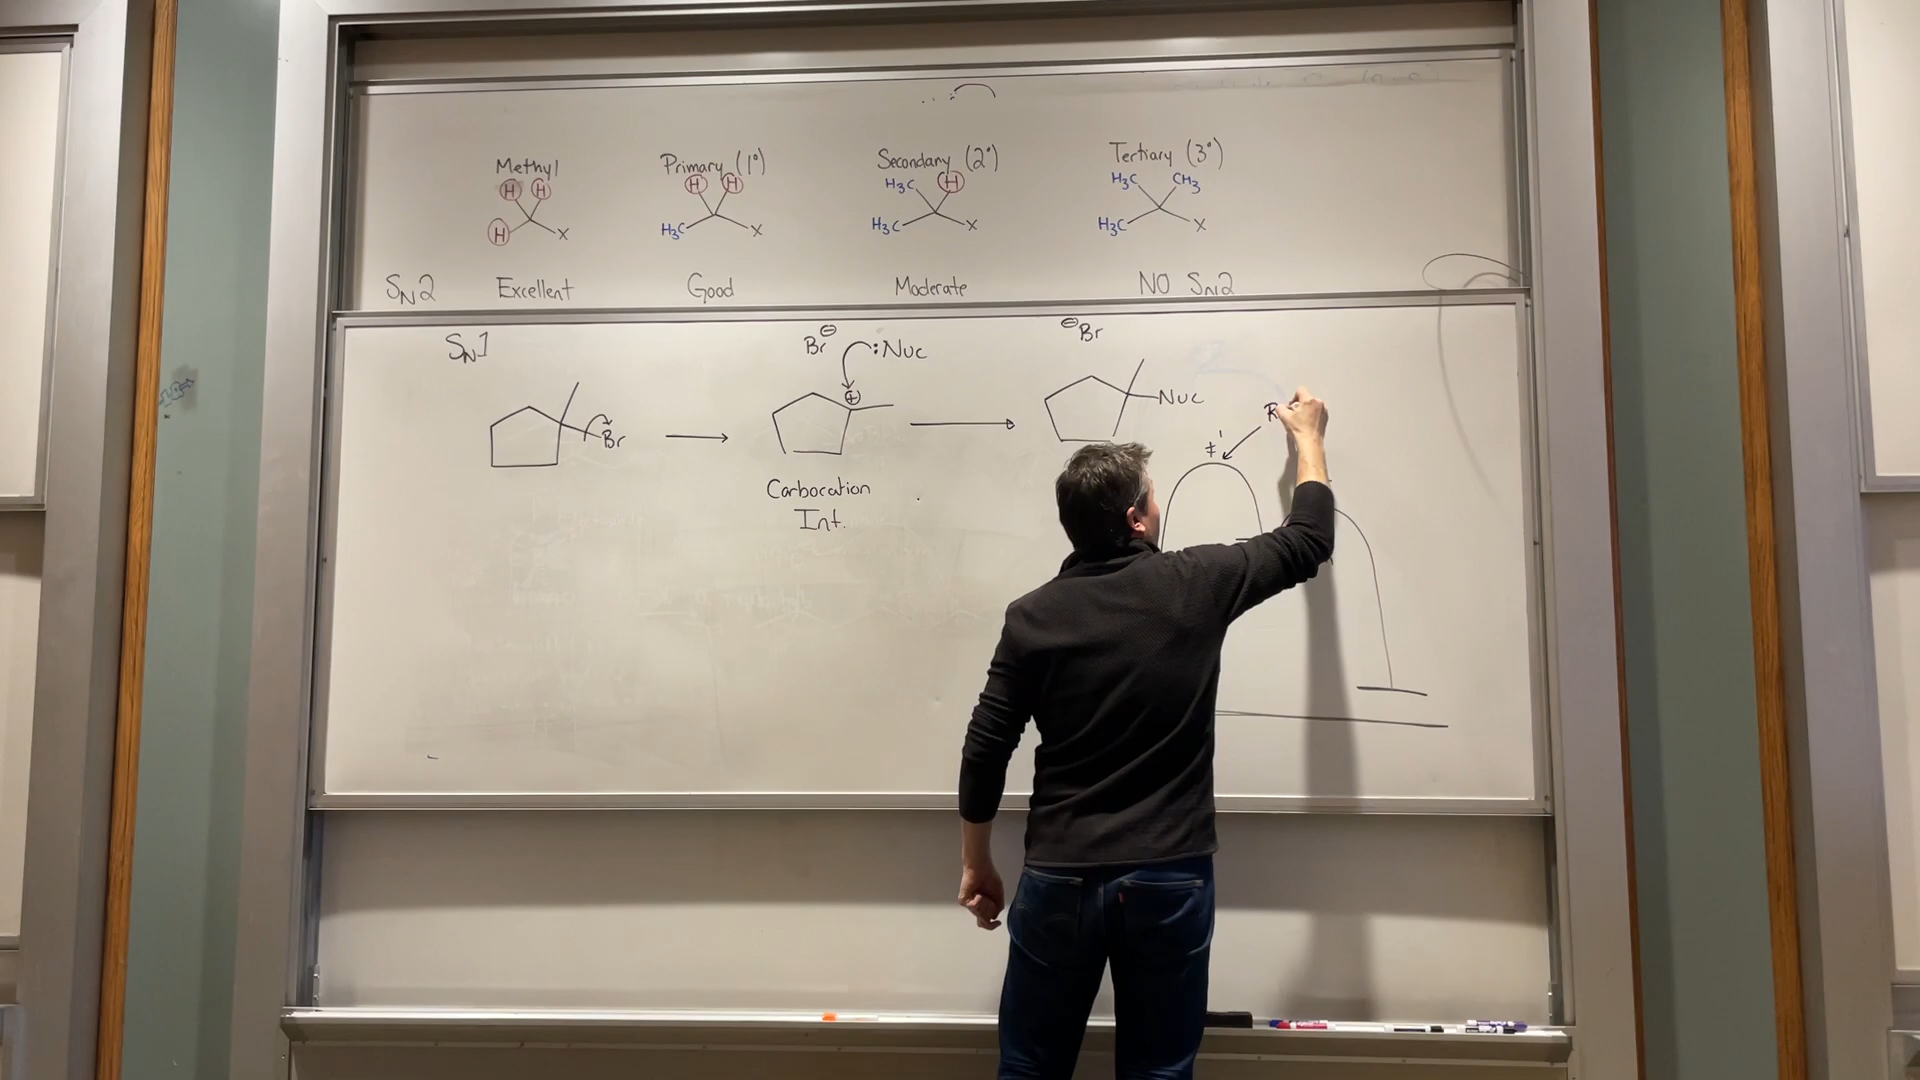 Methyl Primary (1°) Secondary (2°) Tertiary (3°)
H H H H H₃C H H₃C CH₃
H X H₃C X H₃C X H₃C X
SN2 Excellent Good Moderate NO SN2
SN1 Br⊖ :Nuc ⊖Br
Br ⊕ Nuc R
‡'
Carbocation
Int.